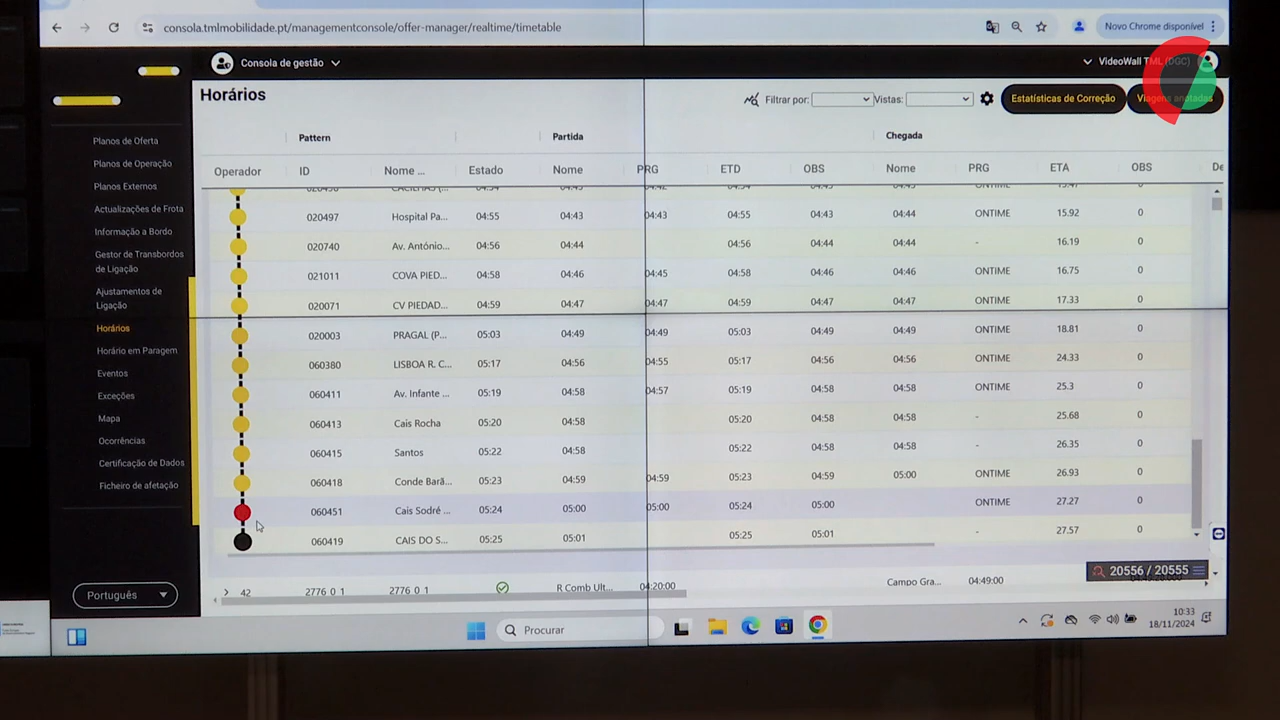 consola.tmlmobilidade.pt/managementconsole/offer-manager/realtime/timetable
Novo Chrome disponível
Consola de gestão
VideoWall TML (DGC)
Horários
Filtrar por:
Vistas:
Estatísticas de Correção
Viagens anotadas
Planos de Oferta
Planos de Operação
Planos Externos
Actualizações de Frota
Informação a Bordo
Gestor de Transbordos de Ligação
Ajustamentos de Ligação
Horários
Horário em Paragem
Eventos
Exceções
Mapa
Ocorrências
Certificação de Dados
Ficheiro de afetação
Português
Pattern Partida Chegada
Operador ID Nome ... Estado Nome PRG ETD OBS Nome PRG ETA OBS De
020497 Hospital Pa... 04:55 04:43 04:43 04:55 04:43 04:44 ONTIME 15.92 0
020740 Av. António... 04:56 04:44 04:56 04:44 04:44 - 16.19 0
021011 COVA PIED... 04:58 04:46 04:45 04:58 04:46 04:46 ONTIME 16.75 0
020071 CV PIEDAD... 04:59 04:47 04:47 04:59 04:47 04:47 ONTIME 17.33 0
020003 PRAGAL (P... 05:03 04:49 04:49 05:03 04:49 04:49 ONTIME 18.81 0
060380 LISBOA R. C... 05:17 04:56 04:55 05:17 04:56 04:56 ONTIME 24.33 0
060411 Av. Infante ... 05:19 04:58 04:57 05:19 04:58 04:58 ONTIME 25.3 0
060413 Cais Rocha 05:20 04:58 05:20 04:58 04:58 - 25.68 0
060415 Santos 05:22 04:58 05:22 04:58 04:58 - 26.35 0
060418 Conde Barã... 05:23 04:59 04:59 05:23 04:59 05:00 ONTIME 26.93 0
060451 Cais Sodré ... 05:24 05:00 05:00 05:24 05:00 ONTIME 27.27 0
060419 CAIS DO S... 05:25 05:01 05:25 05:01 - 27.57 0
20556 / 20555
42 2776_0_1 2776_0_1 R Comb Ult... 04:20:00 Campo Gra... 04:49:00
Procurar
10:33
18/11/2024